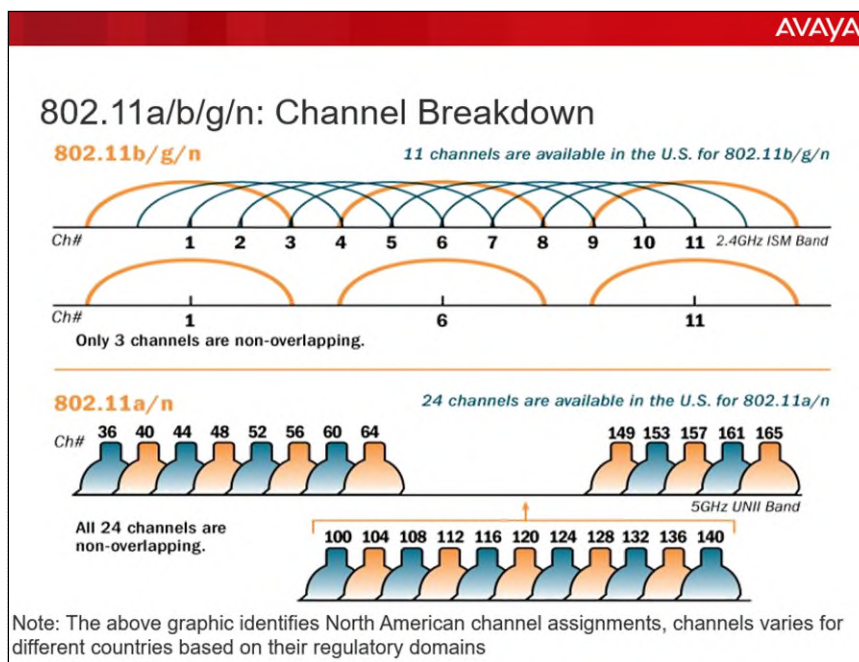 AVAYA
802.11a/b/g/n: Channel Breakdown
802.11b/g/n
11 channels are available in the U.S. for 802.11b/g/n
Ch# 1 2 3 4 5 6 7 8 9 10 11 2.4GHz ISM Band
Ch# 1 6 11
Only 3 channels are non-overlapping.
802.11a/n
24 channels are available in the U.S. for 802.11a/n
Ch# 36 40 44 48 52 56 60 64 149 153 157 161 165
5GHz UNII Band
All 24 channels are
non-overlapping.
100 104 108 112 116 120 124 128 132 136 140
Note: The above graphic identifies North American channel assignments, channels varies for
different countries based on their regulatory domains